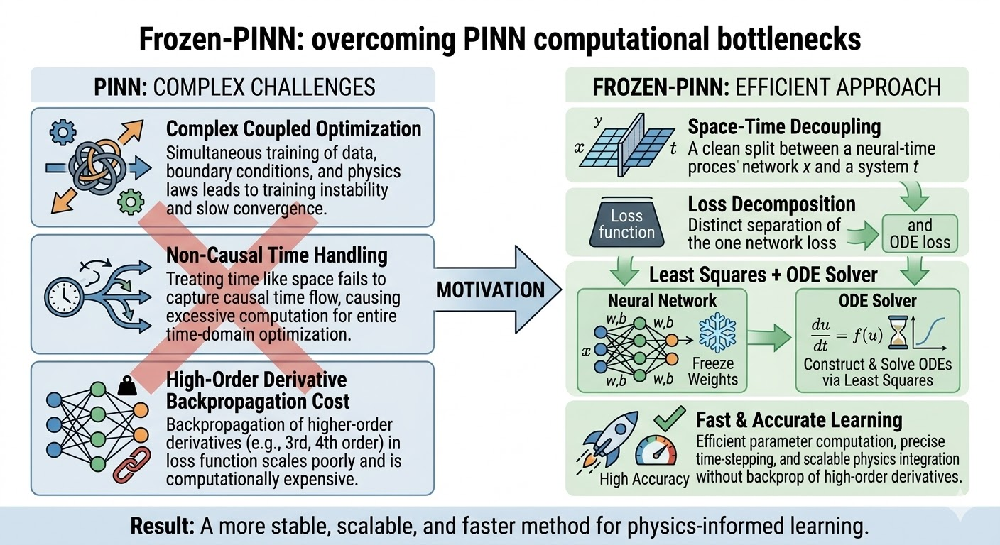 Frozen-PINN: overcoming PINN computational bottlenecks
PINN: COMPLEX CHALLENGES
Complex Coupled Optimization
Simultaneous training of data,
boundary conditions, and physics
laws leads to training instability
and slow convergence.
Non-Causal Time Handling
Treating time like space fails to
capture causal time flow, causing
excessive computation for entire
time-domain optimization.
High-Order Derivative
Backpropagation Cost
Backpropagation of higher-order
derivatives (e.g., 3rd, 4th order) in
loss function scales poorly and is
computationally expensive.
MOTIVATION
FROZEN-PINN: EFFICIENT APPROACH
y
x
t
Space-Time Decoupling
A clean split between a neural-time
proces' network x and a system t
Loss
function
Loss Decomposition
Distinct separation of
the one network loss
and
ODE loss
Least Squares + ODE Solver
Neural Network
w,b w,b
x
w,b w,b
Freeze
Weights
ODE Solver
du/dt = f(u)
Construct & Solve ODEs
via Least Squares
High Accuracy
Fast & Accurate Learning
Efficient parameter computation, precise
time-stepping, and scalable physics integration
without backprop of high-order derivatives.
Result: A more stable, scalable, and faster method for physics-informed learning.